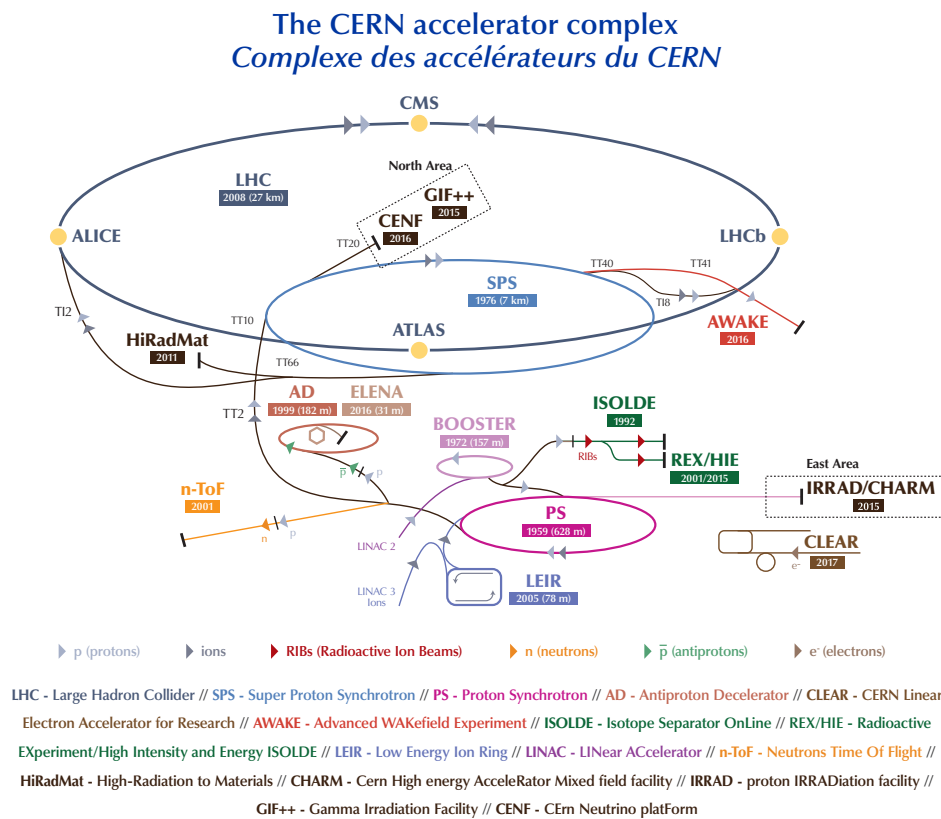 The CERN accelerator complex
Complexe des accélérateurs du CERN
CMS
North Area
LHC
2008 (27 km)
GIF++
2015
CENF
2016
ALICE
LHCb
TT20
TT40
TT41
SPS
1976 (7 km)
TI8
TI2
TT10
ATLAS
AWAKE
2016
HiRadMat
2011
TT66
AD
1999 (182 m)
ELENA
2016 (31 m)
TT2
BOOSTER
1972 (157 m)
ISOLDE
1992
RIBs
REX/HIE
2001/2015
East Area
p̅
p
n-ToF
2001
IRRAD/CHARM
2015
PS
1959 (628 m)
n
p
LINAC 2
CLEAR
2017
e-
LINAC 3
Ions
LEIR
2005 (78 m)
p (protons) ions RIBs (Radioactive Ion Beams) n (neutrons) p̅ (antiprotons) e- (electrons)
LHC - Large Hadron Collider // SPS - Super Proton Synchrotron // PS - Proton Synchrotron // AD - Antiproton Decelerator // CLEAR - CERN Linear
Electron Accelerator for Research // AWAKE - Advanced WAKefield Experiment // ISOLDE - Isotope Separator OnLine // REX/HIE - Radioactive
EXperiment/High Intensity and Energy ISOLDE // LEIR - Low Energy Ion Ring // LINAC - LINear ACcelerator // n-ToF - Neutrons Time Of Flight //
HiRadMat - High-Radiation to Materials // CHARM - Cern High energy AcceleRator Mixed field facility // IRRAD - proton IRRADiation facility //
GIF++ - Gamma Irradiation Facility // CENF - CErn Neutrino platForm